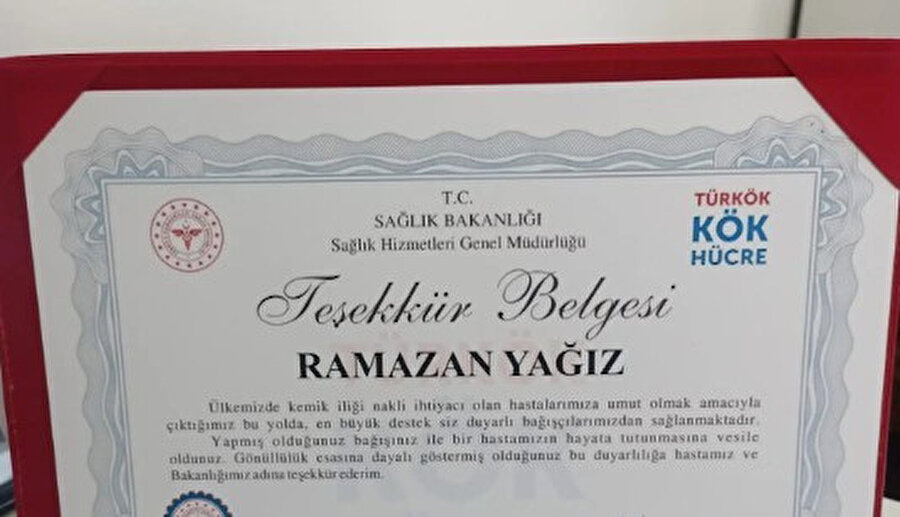 T.C.
SAĞLIK BAKANLIĞI
Sağlık Hizmetleri Genel Müdürlüğü
TÜRKÖK
KÖK
HÜCRE
Teşekkür Belgesi
RAMAZAN YAĞIZ
Ülkemizde kemik iliği nakli ihtiyacı olan hastalarımıza umut olmak amacıyla
çıktığımız bu yolda, en büyük destek siz duyarlı bağışçılarımızdan sağlanmaktadır.
Yapmış olduğunuz bağışınız ile bir hastamızın hayata tutunmasına vesile
oldunuz. Gönüllülük esasına dayalı göstermiş olduğunuz bu duyarlılığa hastamız ve
Bakanlığımız adına teşekkür ederim.